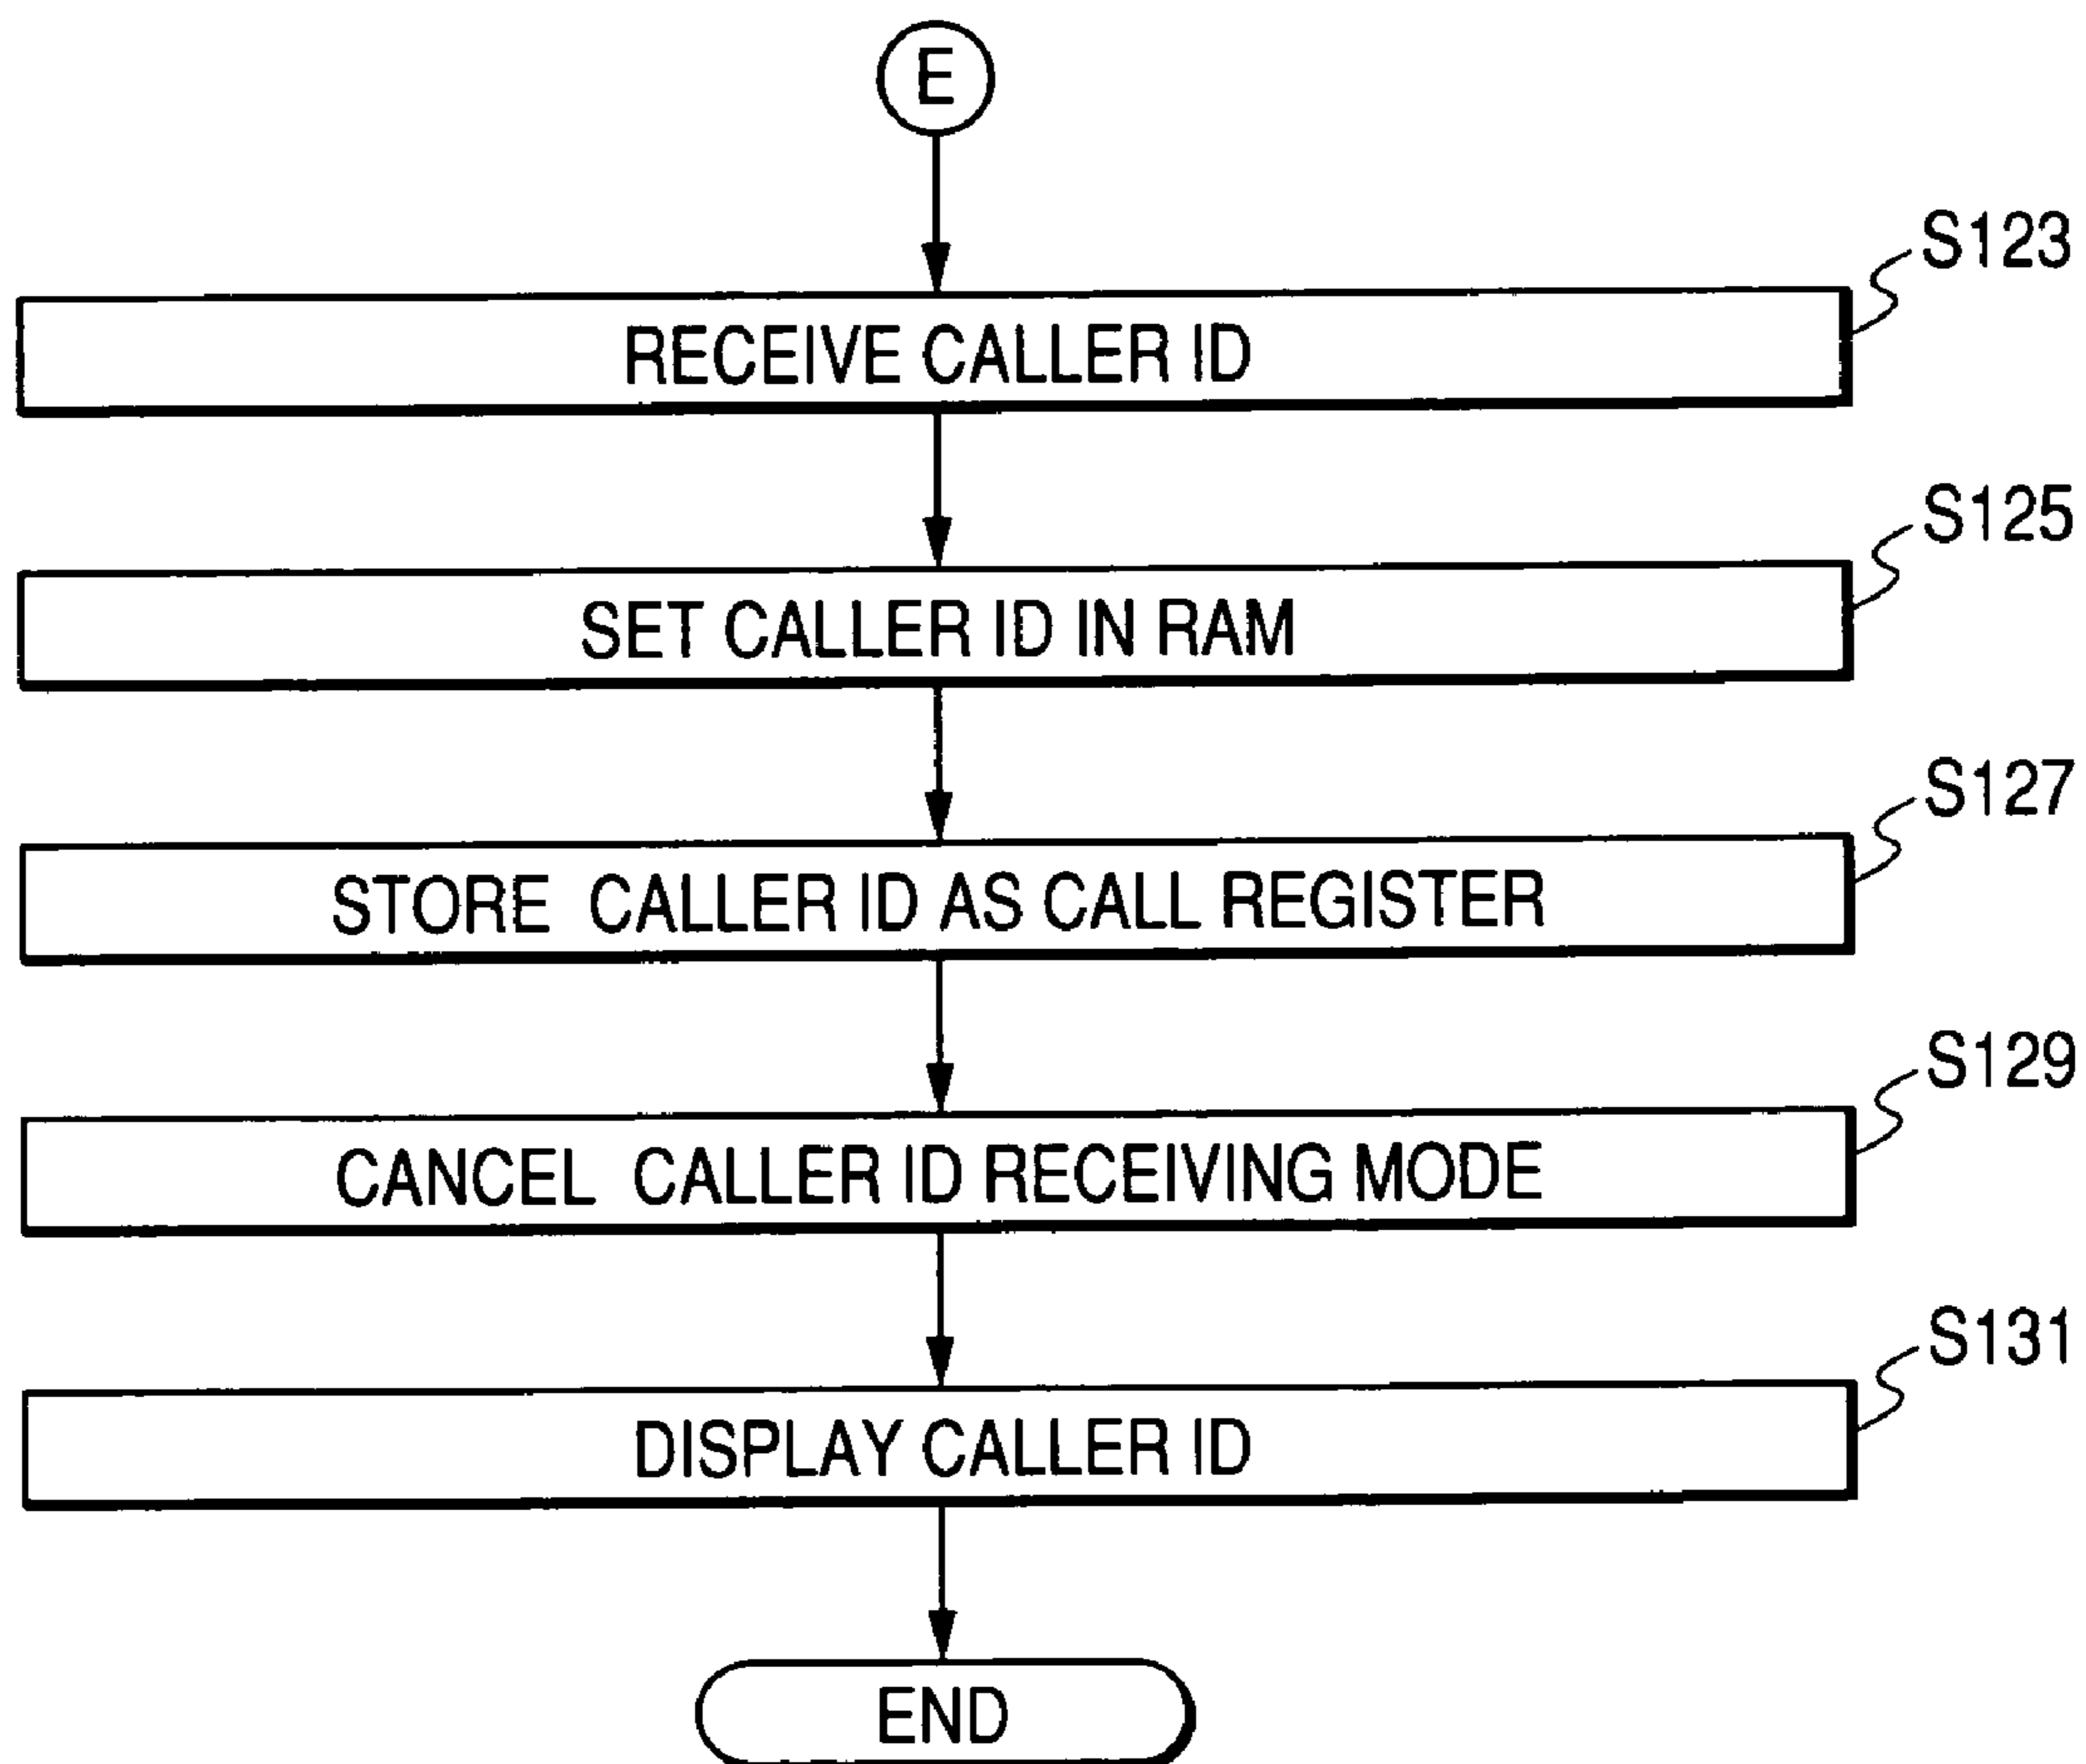 E
S123
RECEIVE CALLER ID
S125
SET CALLER ID IN RAM
S127
STORE CALLER ID AS CALL REGISTER
S129
CANCEL CALLER ID RECEIVING MODE
S131
DISPLAY CALLER ID
END